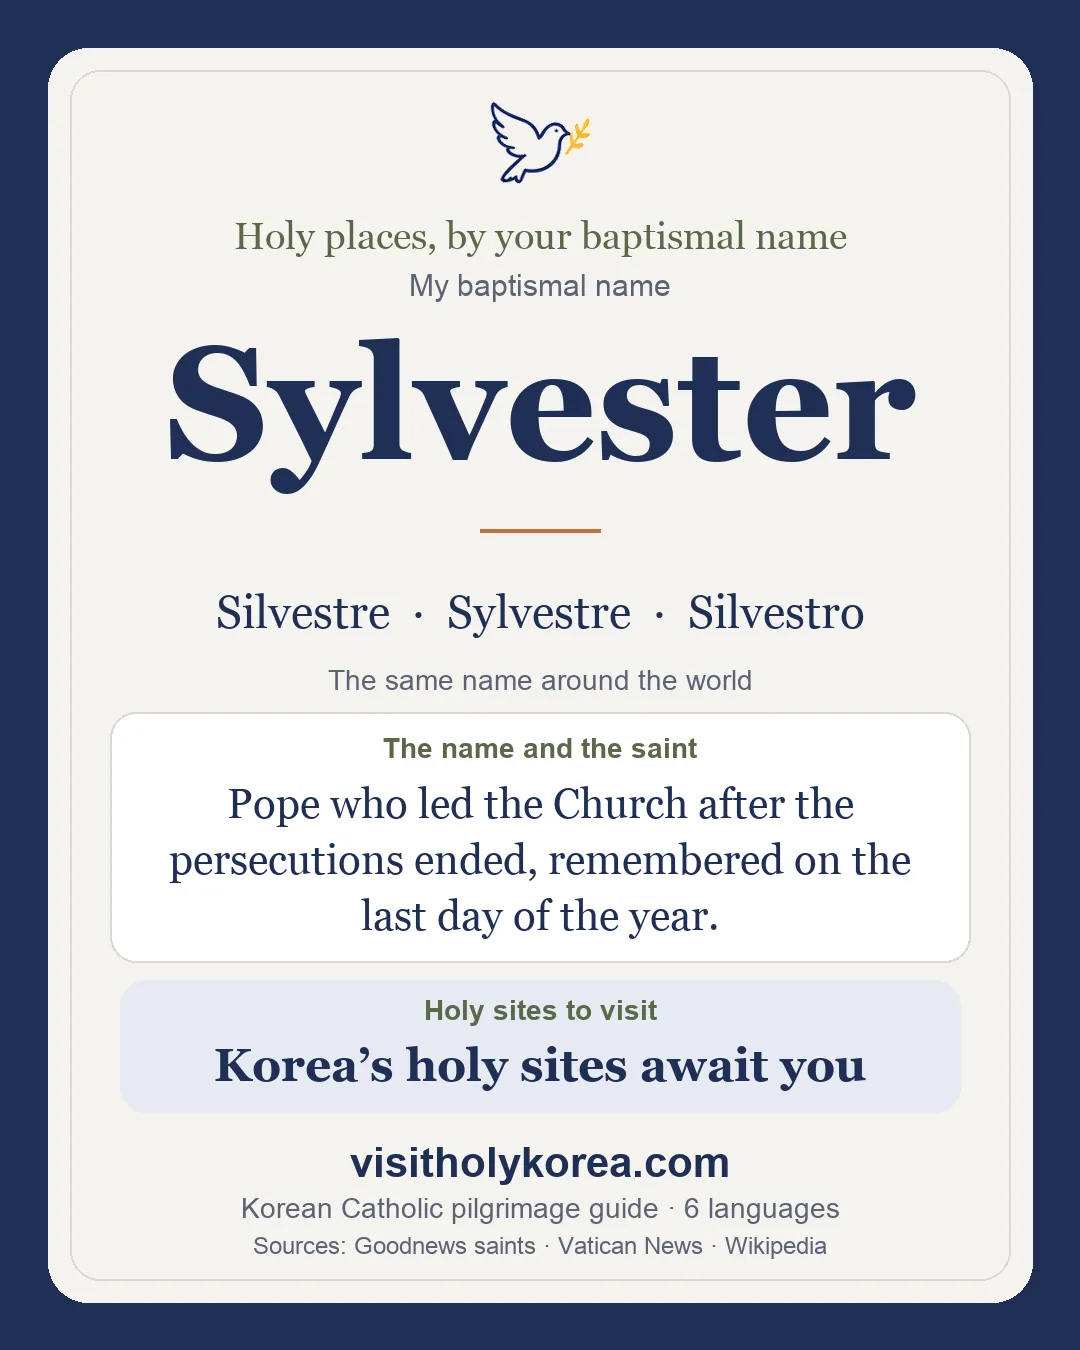 Holy places, by your baptismal name
My baptismal name
Sylvester
Silvestre · Sylvestre · Silvestro
The same name around the world
The name and the saint
Pope who led the Church after the
persecutions ended, remembered on the
last day of the year.
Holy sites to visit
Korea’s holy sites await you
visitholykorea.com
Korean Catholic pilgrimage guide · 6 languages
Sources: Goodnews saints · Vatican News · Wikipedia